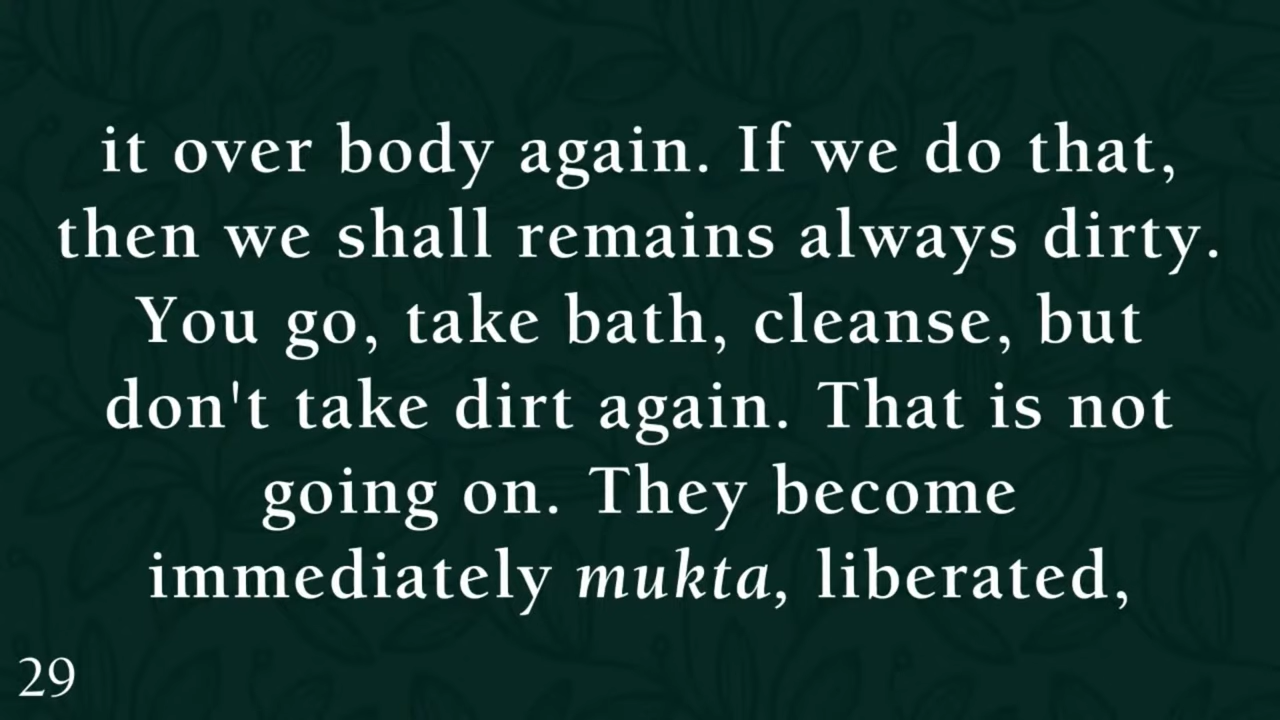 it over body again. If we do that,
then we shall remains always dirty.
You go, take bath, cleanse, but
don't take dirt again. That is not
going on. They become
immediately mukta, liberated,
29